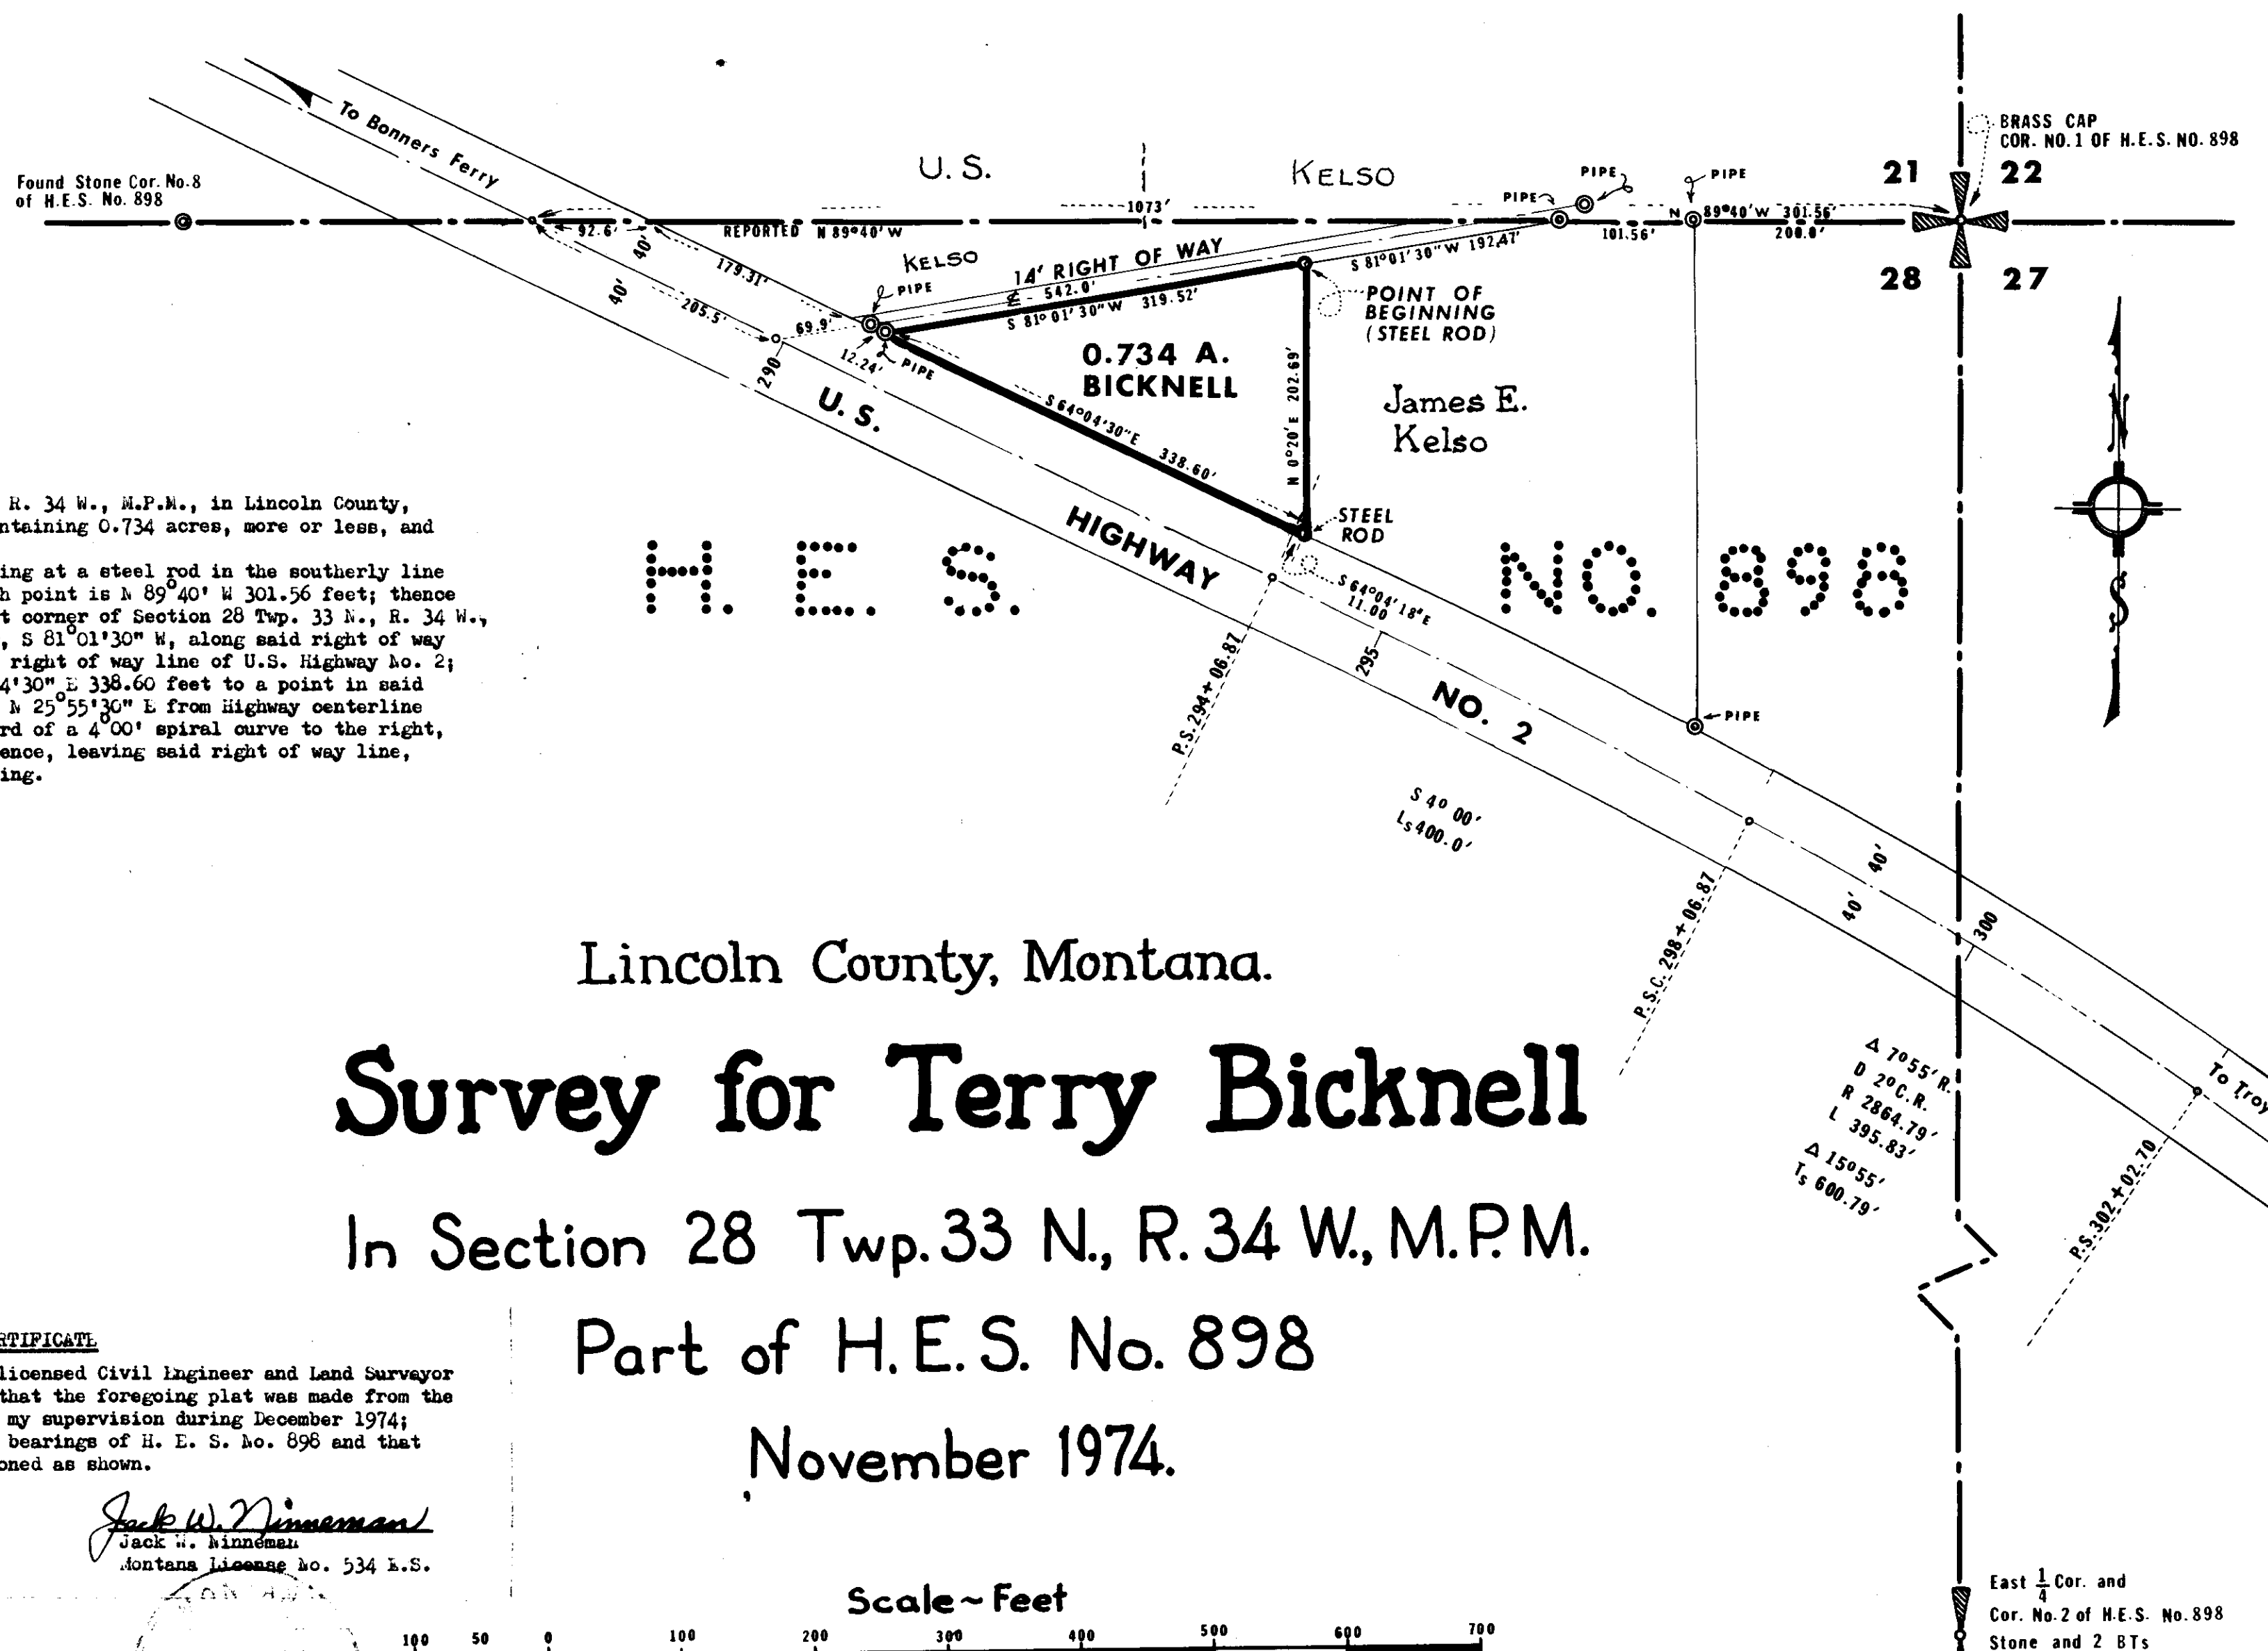 To Bonners Ferry
Found Stone Cor. No.8
of H.E.S. No. 898
U.S.
KELSO
1073'
PIPE
PIPE
PIPE
BRASS CAP
COR. NO.1 OF H.E.S. NO. 898
21 22
28 27
92.6'
REPORTED N 89°40' W
N 89°40'W 301.56'
101.56'
200.0'
40'
40'
179.31'
205.5'
KELSO
PIPE
14' RIGHT OF WAY
℄ - 542.0'
S 81°01'30"W 319.52'
S 81°01'30"W 192.47'
POINT OF
BEGINNING
(STEEL ROD)
69.9'
12.24'
PIPE
290
0.734 A.
BICKNELL
N 0°20'E 202.69'
James E.
Kelso
S 64°04'30"E 338.60'
U.S. HIGHWAY NO. 2
STEEL
ROD
H. E. S. NO. 898
S 64°04'18"E
11.00
295
P.S. 294+06.87
PIPE
S 4° 00'
Ls 400.0'
P.S.C. 298+06.87
40'
40'
300
To Troy
Δ 7°55' R.
D 2° C.R.
R 2864.79'
L 395.83'
Δ 15°55'
Ts 600.79'
P.S. 302+02.70
N
S
R. 34 W., M.P.M., in Lincoln County,
ntaining 0.734 acres, more or less, and
ing at a steel rod in the southerly line
h point is N 89°40' W 301.56 feet; thence
t corner of Section 28 Twp. 33 N., R. 34 W.,
, S 81°01'30" W, along said right of way
right of way line of U.S. Highway No. 2;
4'30" E 338.60 feet to a point in said
N 25°55'30" E from Highway centerline
rd of a 4°00' spiral curve to the right,
ence, leaving said right of way line,
ing.
Lincoln County, Montana.
Survey for Terry Bicknell
In Section 28 Twp. 33 N., R. 34 W., M.P.M.
Part of H.E.S. No. 898
November 1974.
RTIFICATE
licensed Civil Engineer and Land Surveyor
that the foregoing plat was made from the
my supervision during December 1974;
bearings of H. E. S. No. 898 and that
oned as shown.
Jack W. Ninneman
Jack W. Ninneman
Montana License No. 534 E.S.
Scale~Feet
100 50 0 100 200 300 400 500 600 700
East 1/4 Cor. and
Cor. No.2 of H.E.S. No.898
Stone and 2 BTs